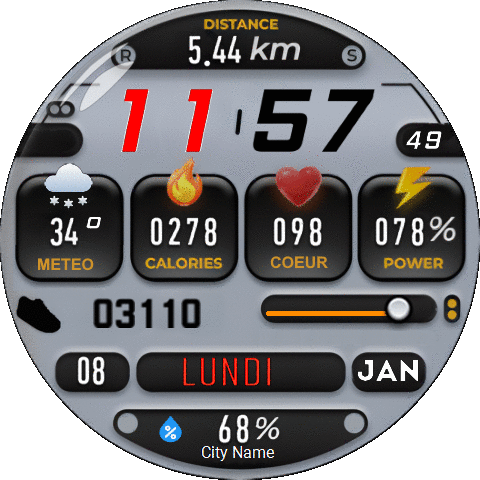 DISTANCE
R 5.44 km S
11 57
49
34° 0278 098 078%
METEO CALORIES COEUR POWER
03110
08 LUNDI JAN
% 68%
City Name